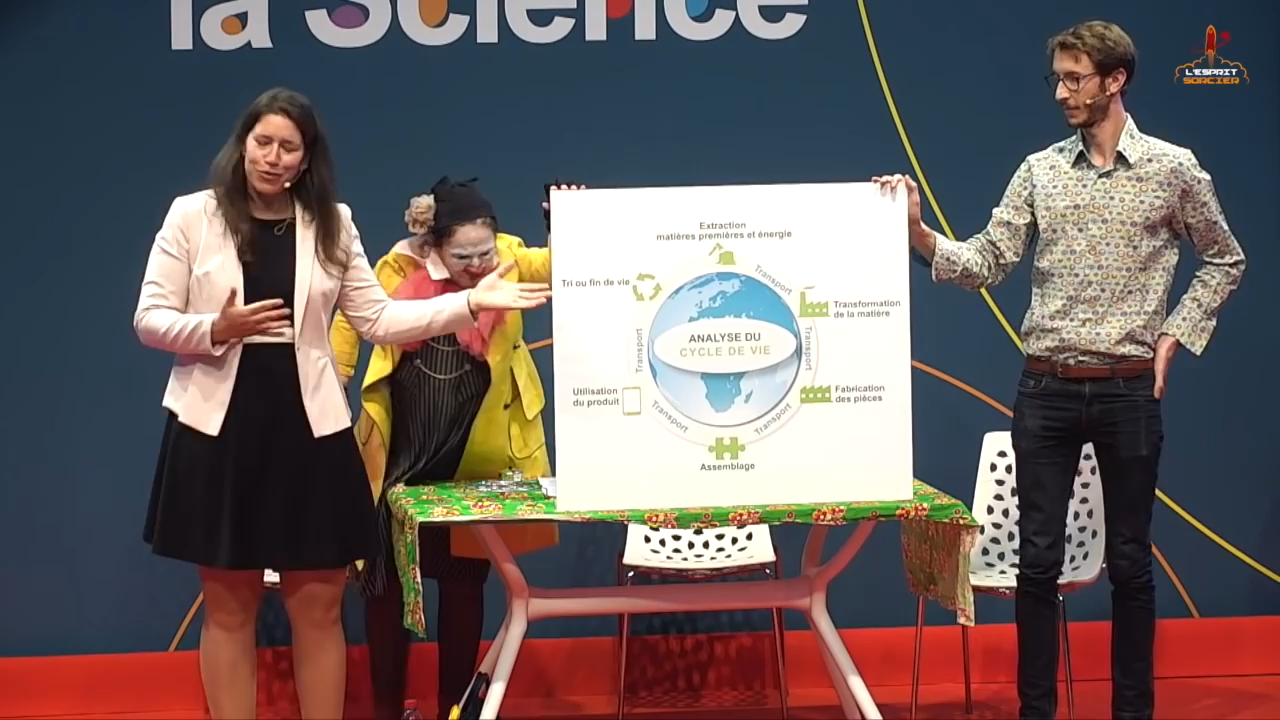 la Science
L'ESPRIT
SORCIER
Extraction
matières premières et énergie
Transport
Tri ou fin de vie
Transformation
de la matière
ANALYSE DU
CYCLE DE VIE
Transport
Transport
Utilisation
du produit
Fabrication
des pièces
Transport
Transport
Assemblage